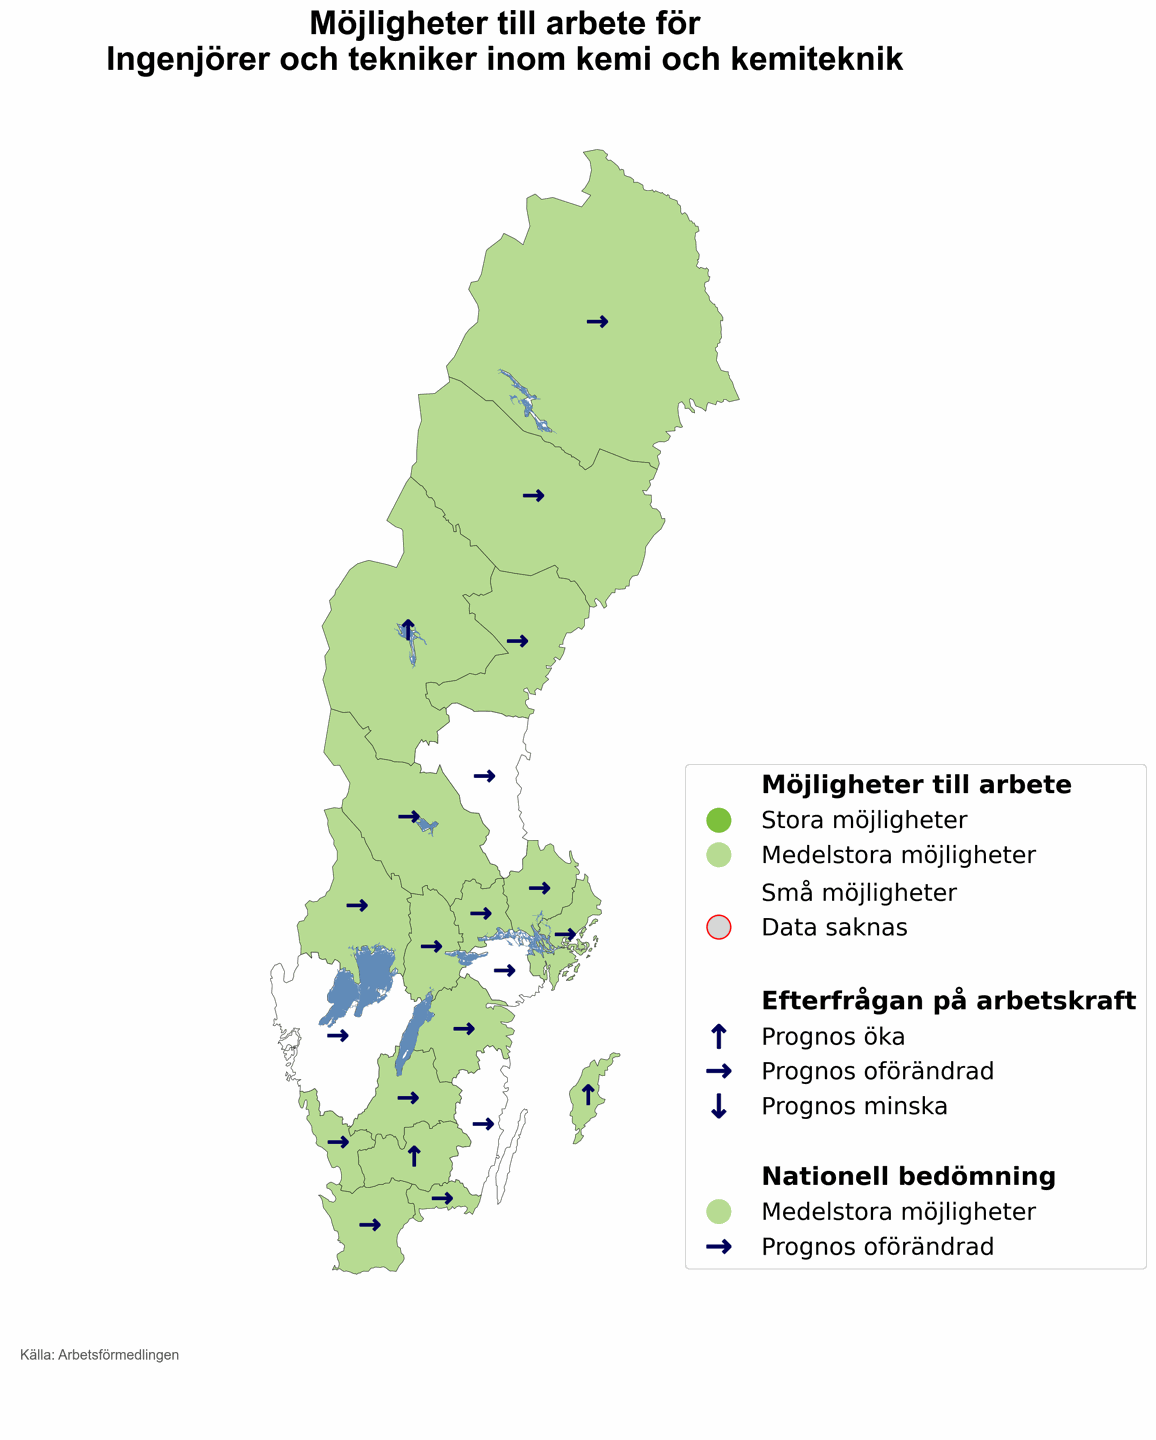 Möjligheter till arbete för
Ingenjörer och tekniker inom kemi och kemiteknik
Möjligheter till arbete
Stora möjligheter
Medelstora möjligheter
Små möjligheter
Data saknas
Efterfrågan på arbetskraft
Prognos öka
Prognos oförändrad
Prognos minska
Nationell bedömning
Medelstora möjligheter
Prognos oförändrad
Källa: Arbetsförmedlingen